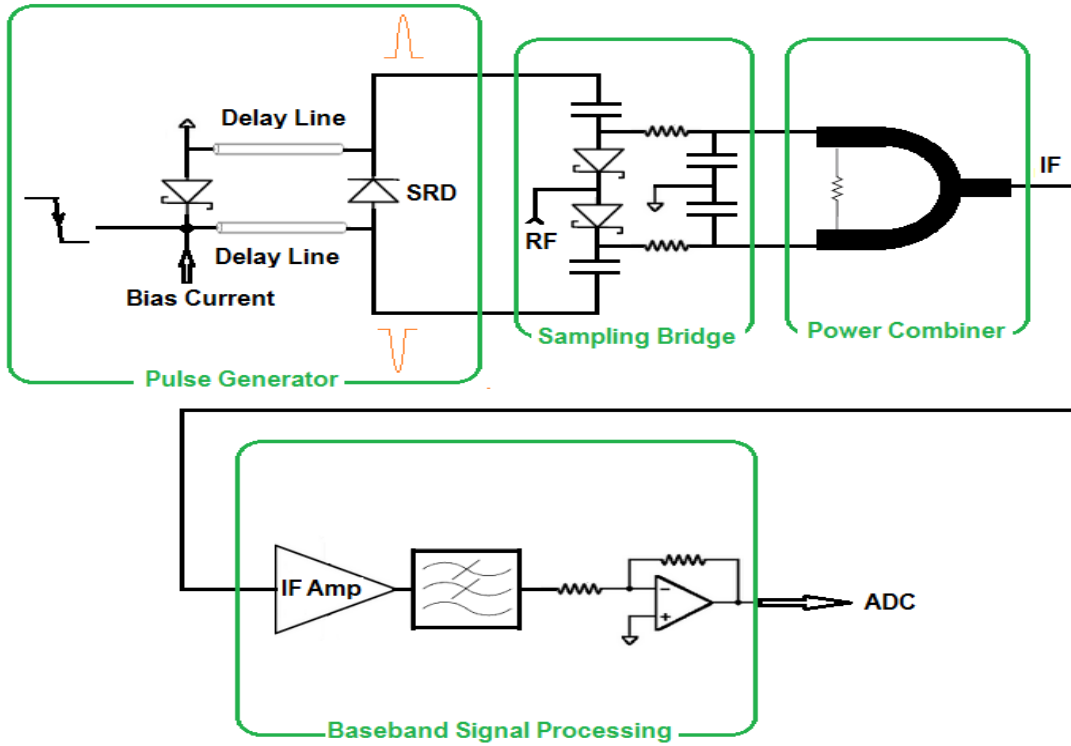 Delay Line
SRD
Delay Line
Bias Current
Pulse Generator
RF
Sampling Bridge
IF
Power Combiner
IF Amp
−
+
ADC
Baseband Signal Processing